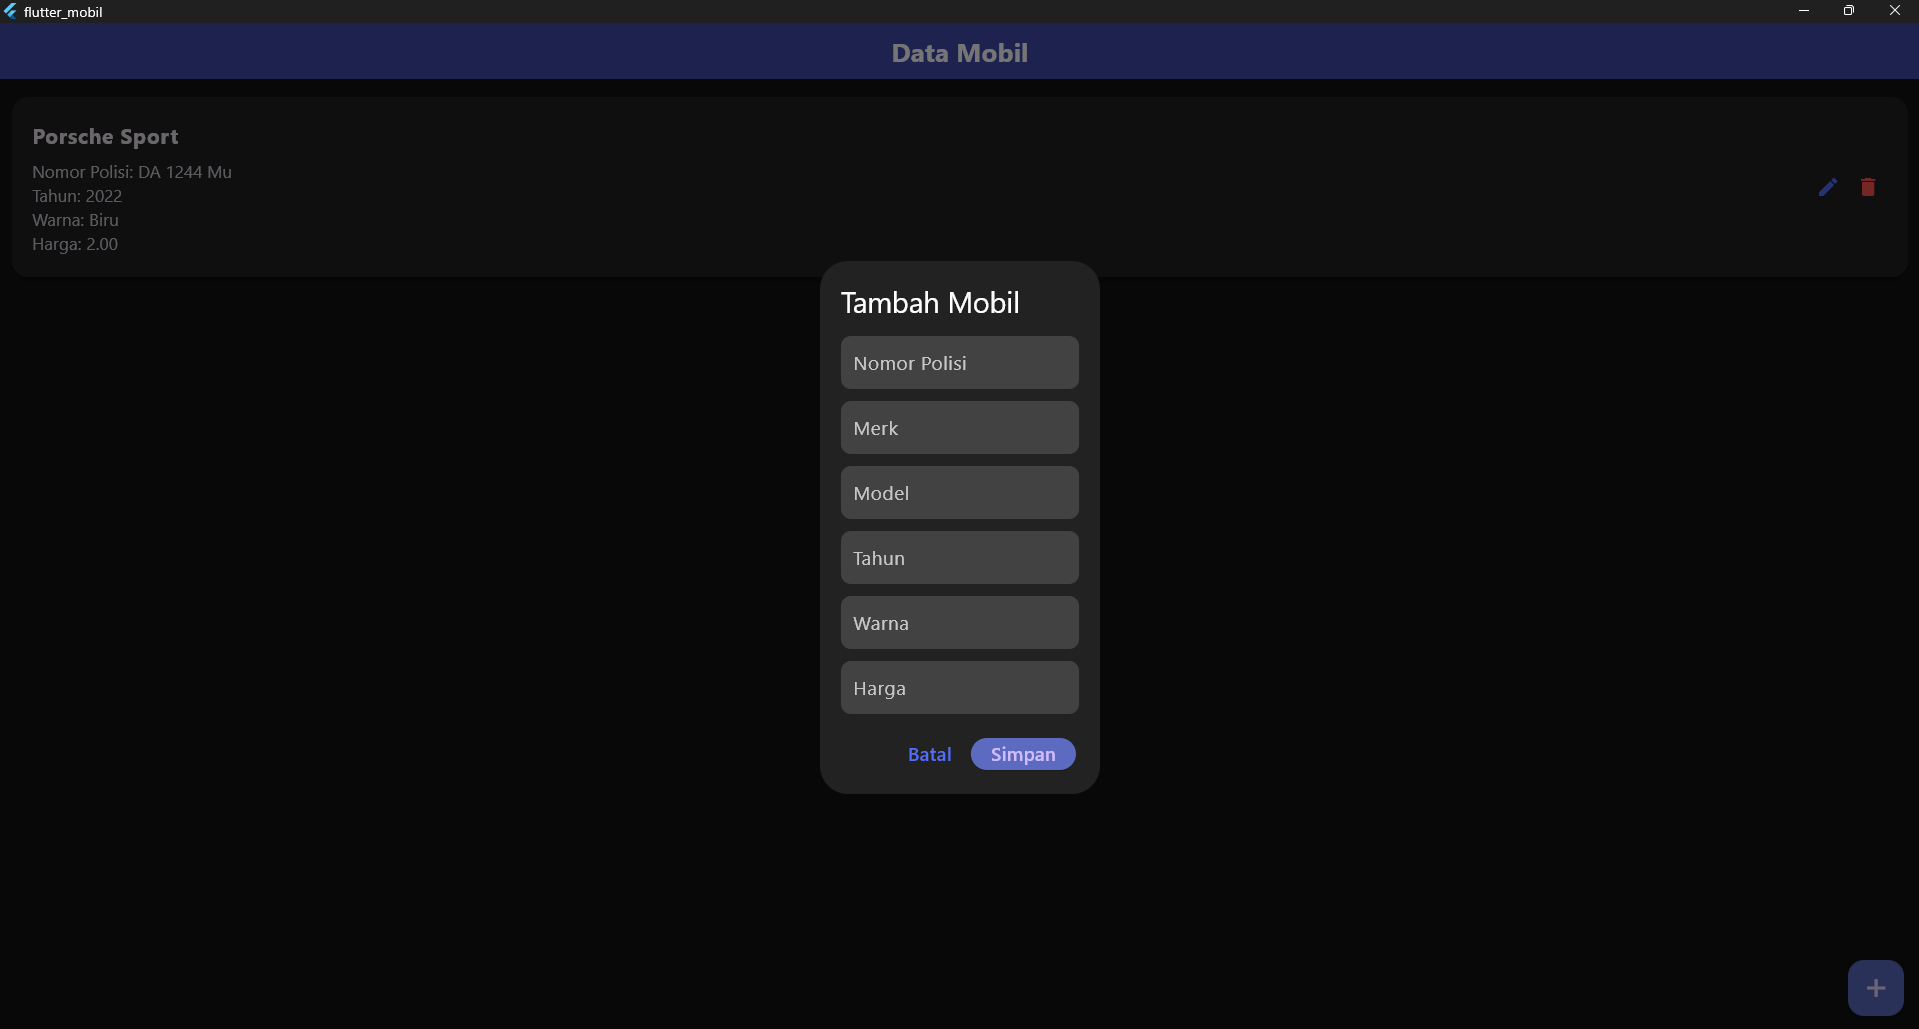 flutter_mobil
Data Mobil
Porsche Sport
Nomor Polisi: DA 1244 Mu
Tahun: 2022
Warna: Biru
Harga: 2.00
Tambah Mobil
Nomor Polisi
Merk
Model
Tahun
Warna
Harga
Batal Simpan